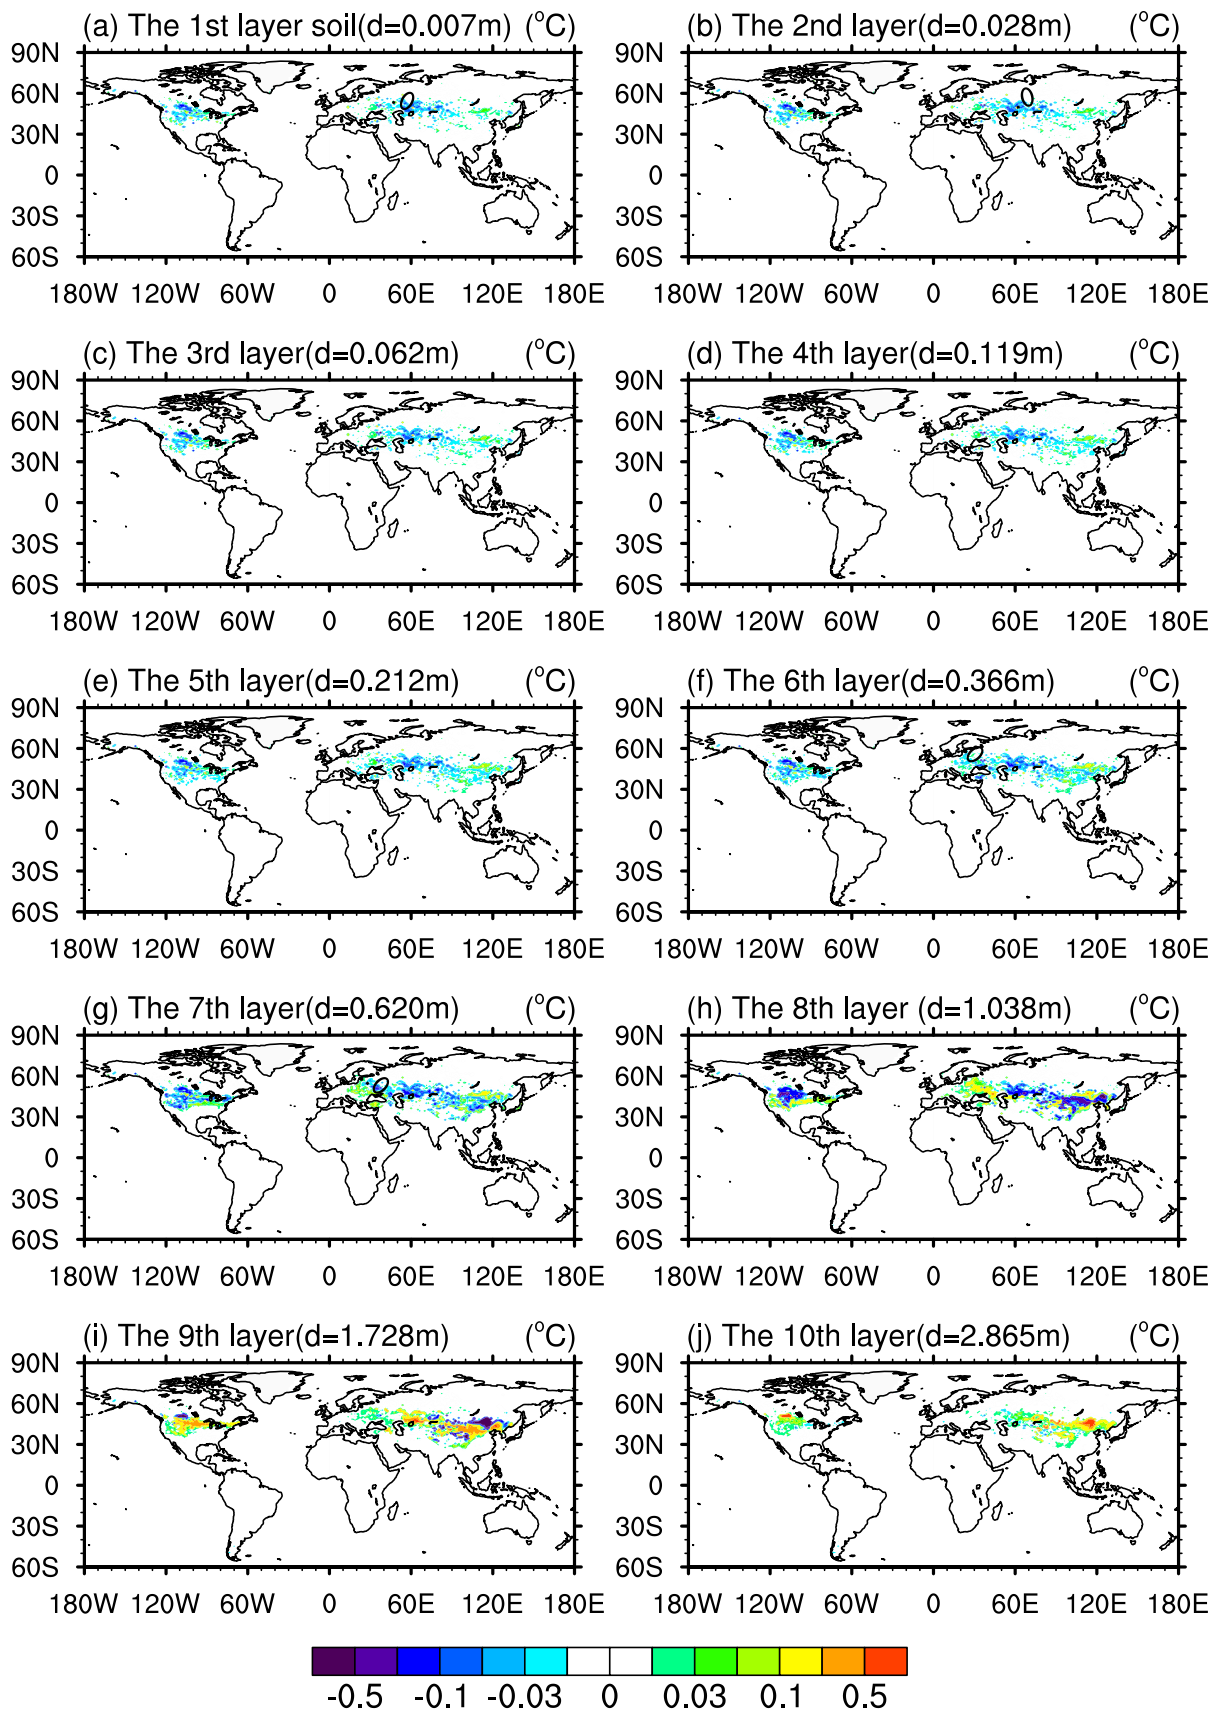 (a) The 1st layer soil(d=0.007m) (°C)
90N
60N
30N
0
30S
60S
180W 120W 60W 0 60E 120E 180E
(b) The 2nd layer(d=0.028m) (°C)
90N
60N
30N
0
30S
60S
180W 120W 60W 0 60E 120E 180E
(c) The 3rd layer(d=0.062m) (°C)
90N
60N
30N
0
30S
60S
180W 120W 60W 0 60E 120E 180E
(d) The 4th layer(d=0.119m) (°C)
90N
60N
30N
0
30S
60S
180W 120W 60W 0 60E 120E 180E
(e) The 5th layer(d=0.212m) (°C)
90N
60N
30N
0
30S
60S
180W 120W 60W 0 60E 120E 180E
(f) The 6th layer(d=0.366m) (°C)
90N
60N
30N
0
30S
60S
180W 120W 60W 0 60E 120E 180E
(g) The 7th layer(d=0.620m) (°C)
90N
60N
30N
0
30S
60S
180W 120W 60W 0 60E 120E 180E
(h) The 8th layer (d=1.038m) (°C)
90N
60N
30N
0
30S
60S
180W 120W 60W 0 60E 120E 180E
(i) The 9th layer(d=1.728m) (°C)
90N
60N
30N
0
30S
60S
180W 120W 60W 0 60E 120E 180E
(j) The 10th layer(d=2.865m) (°C)
90N
60N
30N
0
30S
60S
180W 120W 60W 0 60E 120E 180E
-0.5 -0.1 -0.03 0 0.03 0.1 0.5